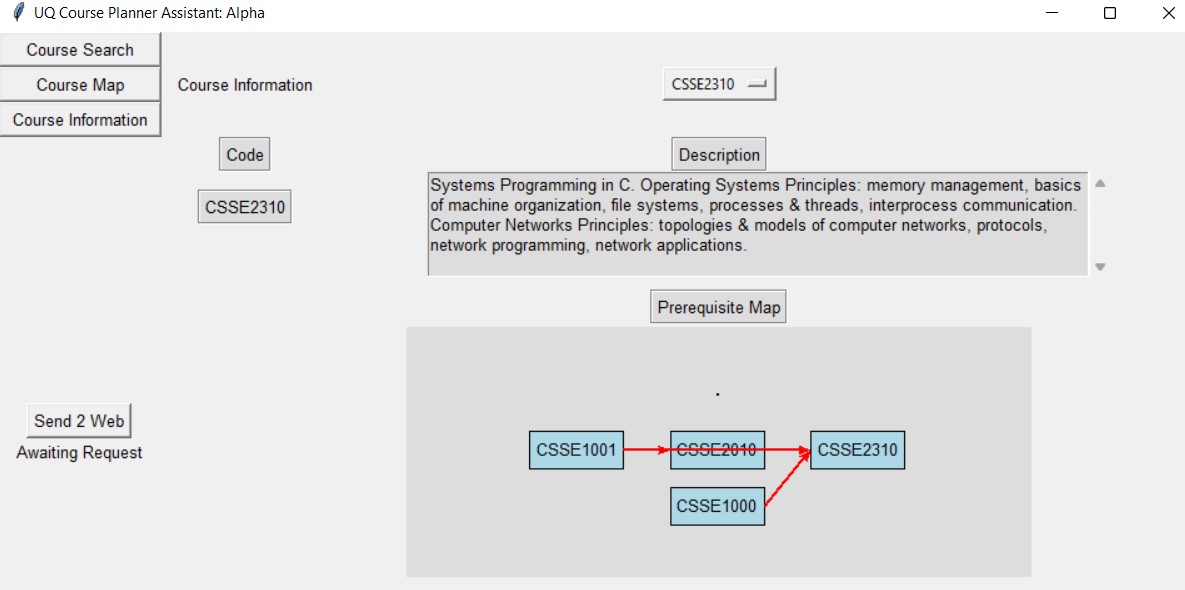 UQ Course Planner Assistant: Alpha
Course Search
Course Map
Course Information
CSSE2310
Course Information
Code
Description
CSSE2310
Systems Programming in C. Operating Systems Principles: memory management, basics
of machine organization, file systems, processes & threads, interprocess communication.
Computer Networks Principles: topologies & models of computer networks, protocols,
network programming, network applications.
Prerequisite Map
Send 2 Web
Awaiting Request
.
CSSE1001
CSSE2010
CSSE2310
CSSE1000